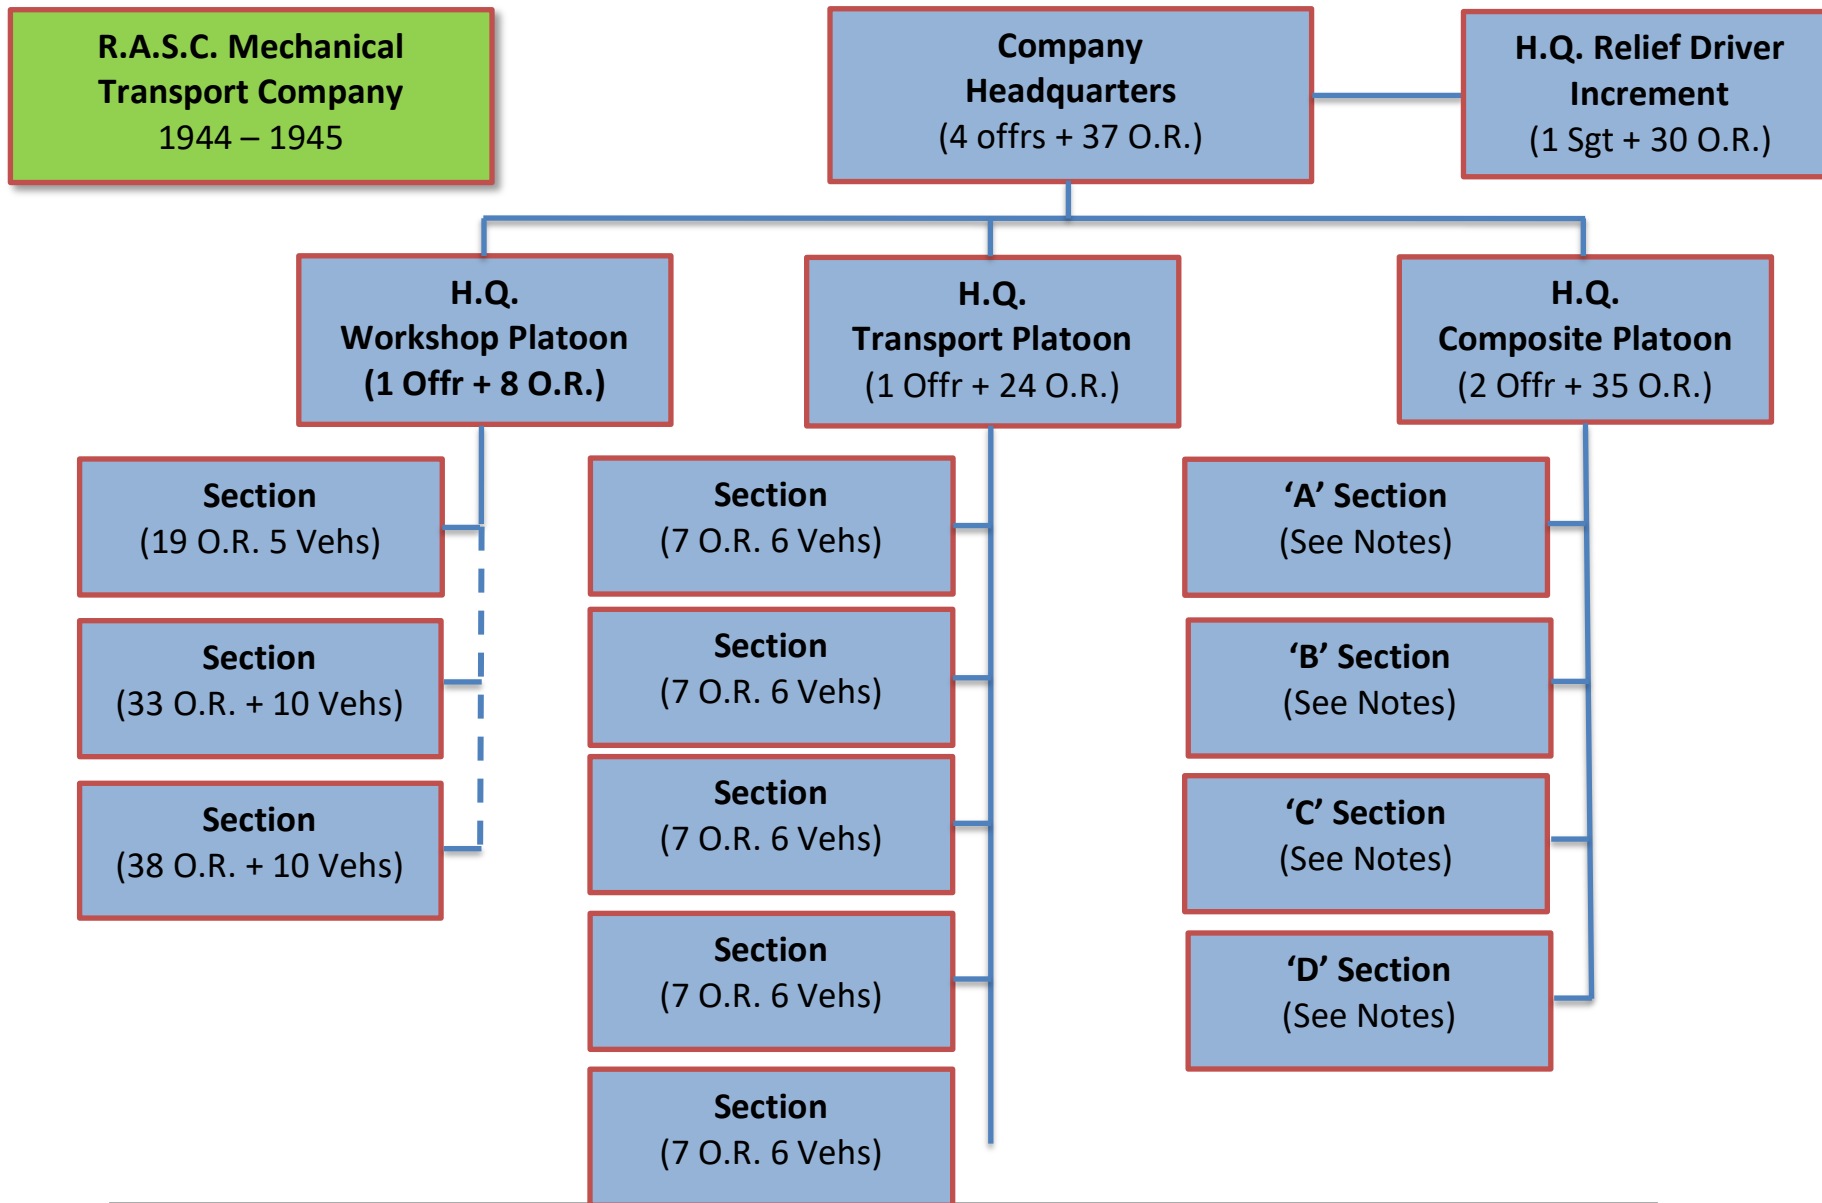 R.A.S.C. Mechanical
Transport Company
1944 – 1945
Company
Headquarters
(4 offrs + 37 O.R.)
H.Q. Relief Driver
Increment
(1 Sgt + 30 O.R.)
H.Q.
Workshop Platoon
(1 Offr + 8 O.R.)
H.Q.
Transport Platoon
(1 Offr + 24 O.R.)
H.Q.
Composite Platoon
(2 Offr + 35 O.R.)
Section
(19 O.R. 5 Vehs)
Section
(33 O.R. + 10 Vehs)
Section
(38 O.R. + 10 Vehs)
Section
(7 O.R. 6 Vehs)
Section
(7 O.R. 6 Vehs)
Section
(7 O.R. 6 Vehs)
Section
(7 O.R. 6 Vehs)
Section
(7 O.R. 6 Vehs)
‘A’ Section
(See Notes)
‘B’ Section
(See Notes)
‘C’ Section
(See Notes)
‘D’ Section
(See Notes)